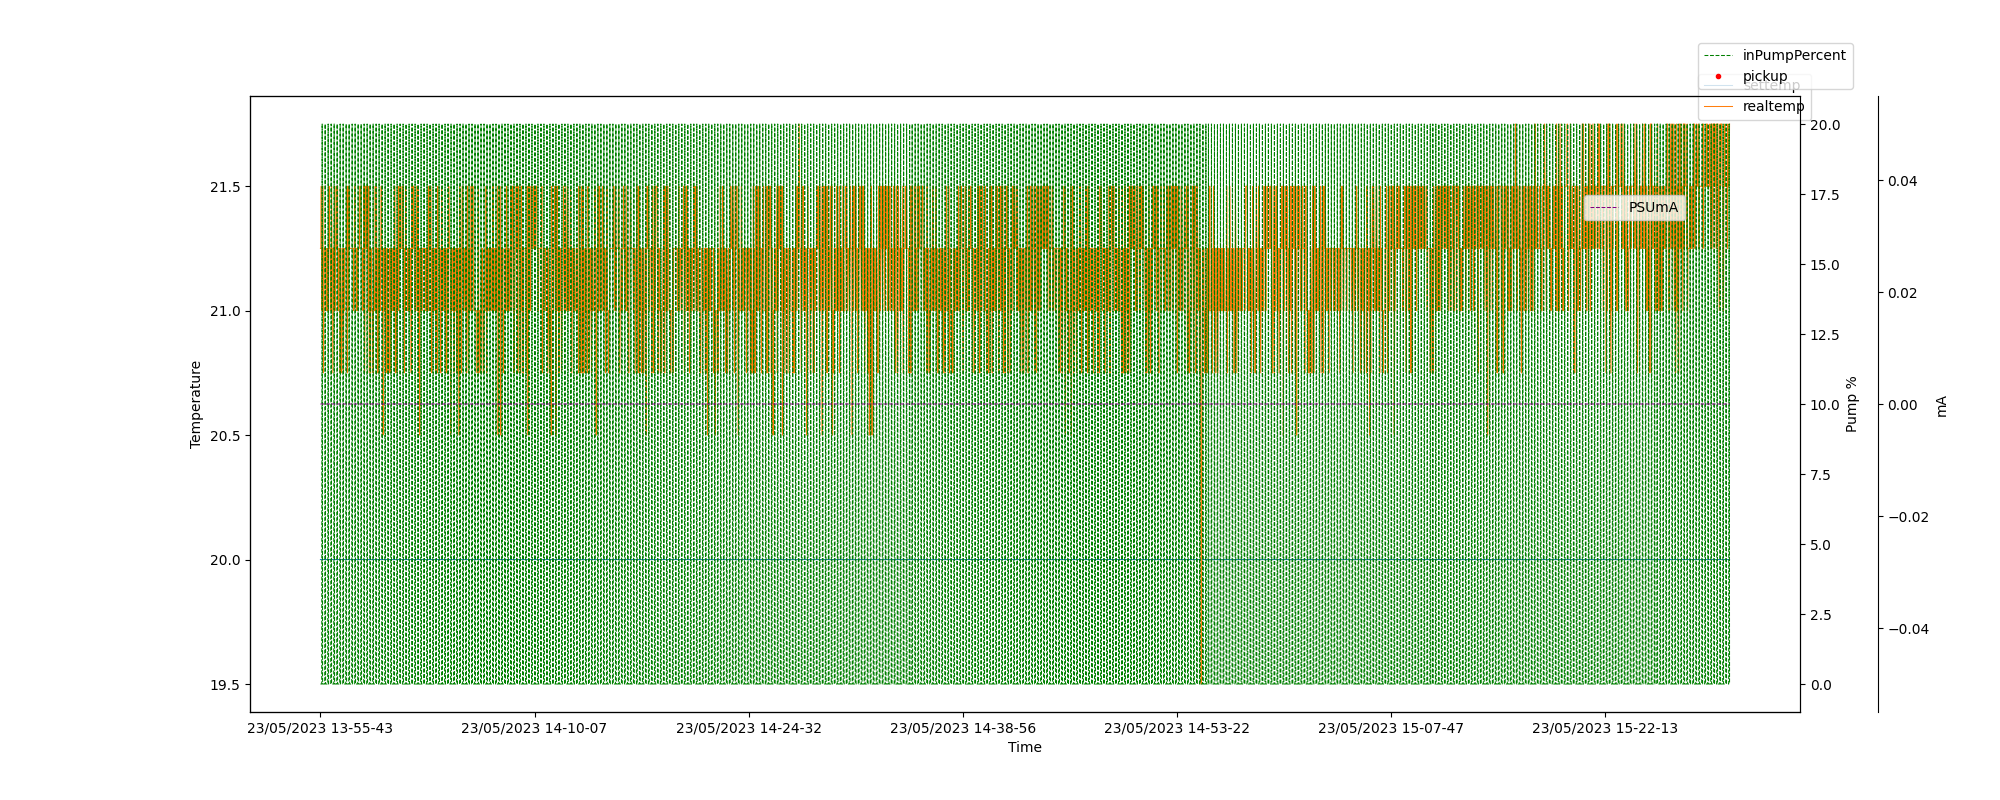 inPumpPercent
pickup
settemp
realtemp
PSUmA
21.5
21.0
20.5
20.0
19.5
Temperature
20.0
17.5
15.0
12.5
10.0
7.5
5.0
2.5
0.0
Pump %
0.04
0.02
0.00
−0.02
−0.04
mA
23/05/2023 13-55-43
23/05/2023 14-10-07
23/05/2023 14-24-32
23/05/2023 14-38-56
23/05/2023 14-53-22
23/05/2023 15-07-47
23/05/2023 15-22-13
Time